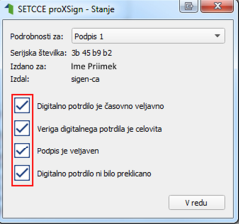 SETCCE proXSign - Stanje
Podrobnosti za: Podpis 1
Serijska številka: 3b 45 b9 b2
Izdano za: Ime Priimek
Izdal: sigen-ca
Digitalno potrdilo je časovno veljavno
Veriga digitalnega potrdila je celovita
Podpis je veljaven
Digitalno potrdilo ni bilo preklicano
V redu